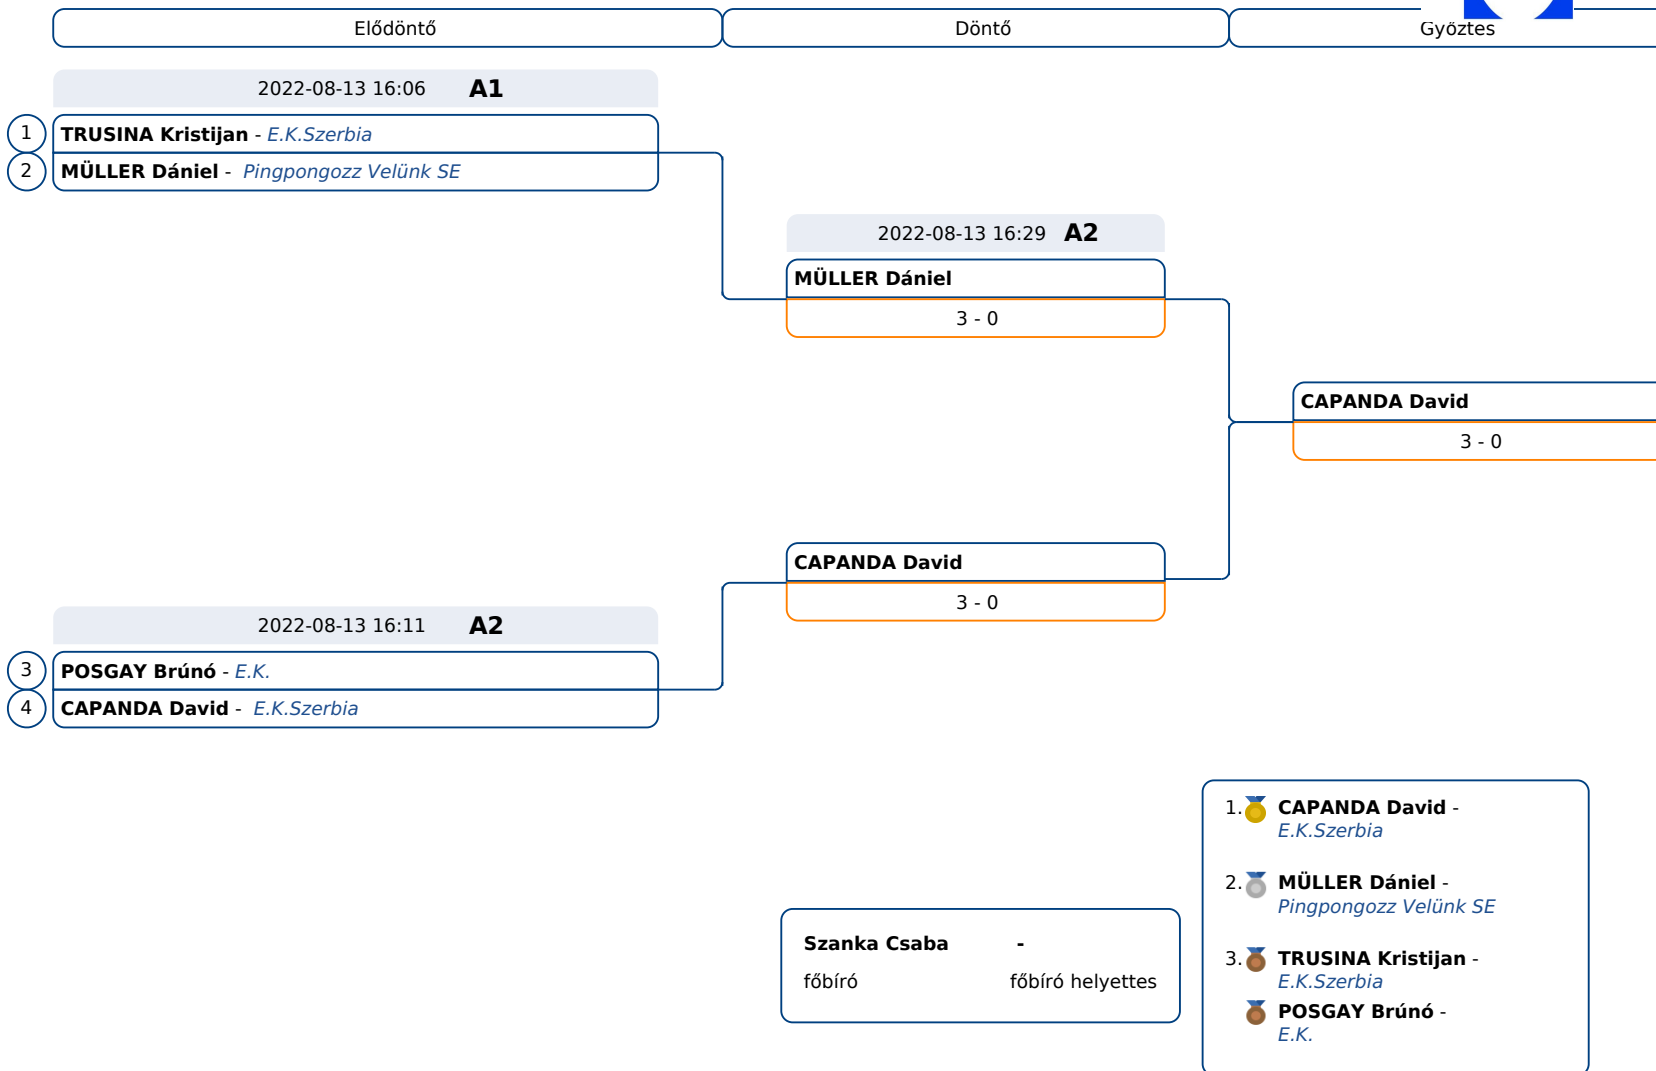 Elődöntő
Döntő
Győztes
2022-08-13 16:06 A1
1 TRUSINA Kristijan - E.K.Szerbia
2 MÜLLER Dániel - Pingpongozz Velünk SE
2022-08-13 16:29 A2
MÜLLER Dániel
3 - 0
CAPANDA David
3 - 0
CAPANDA David
3 - 0
2022-08-13 16:11 A2
3 POSGAY Brúnó - E.K.
4 CAPANDA David - E.K.Szerbia
1. CAPANDA David -
E.K.Szerbia
2. MÜLLER Dániel -
Pingpongozz Velünk SE
3. TRUSINA Kristijan -
E.K.Szerbia
POSGAY Brúnó -
E.K.
Szanka Csaba -
főbíró főbíró helyettes